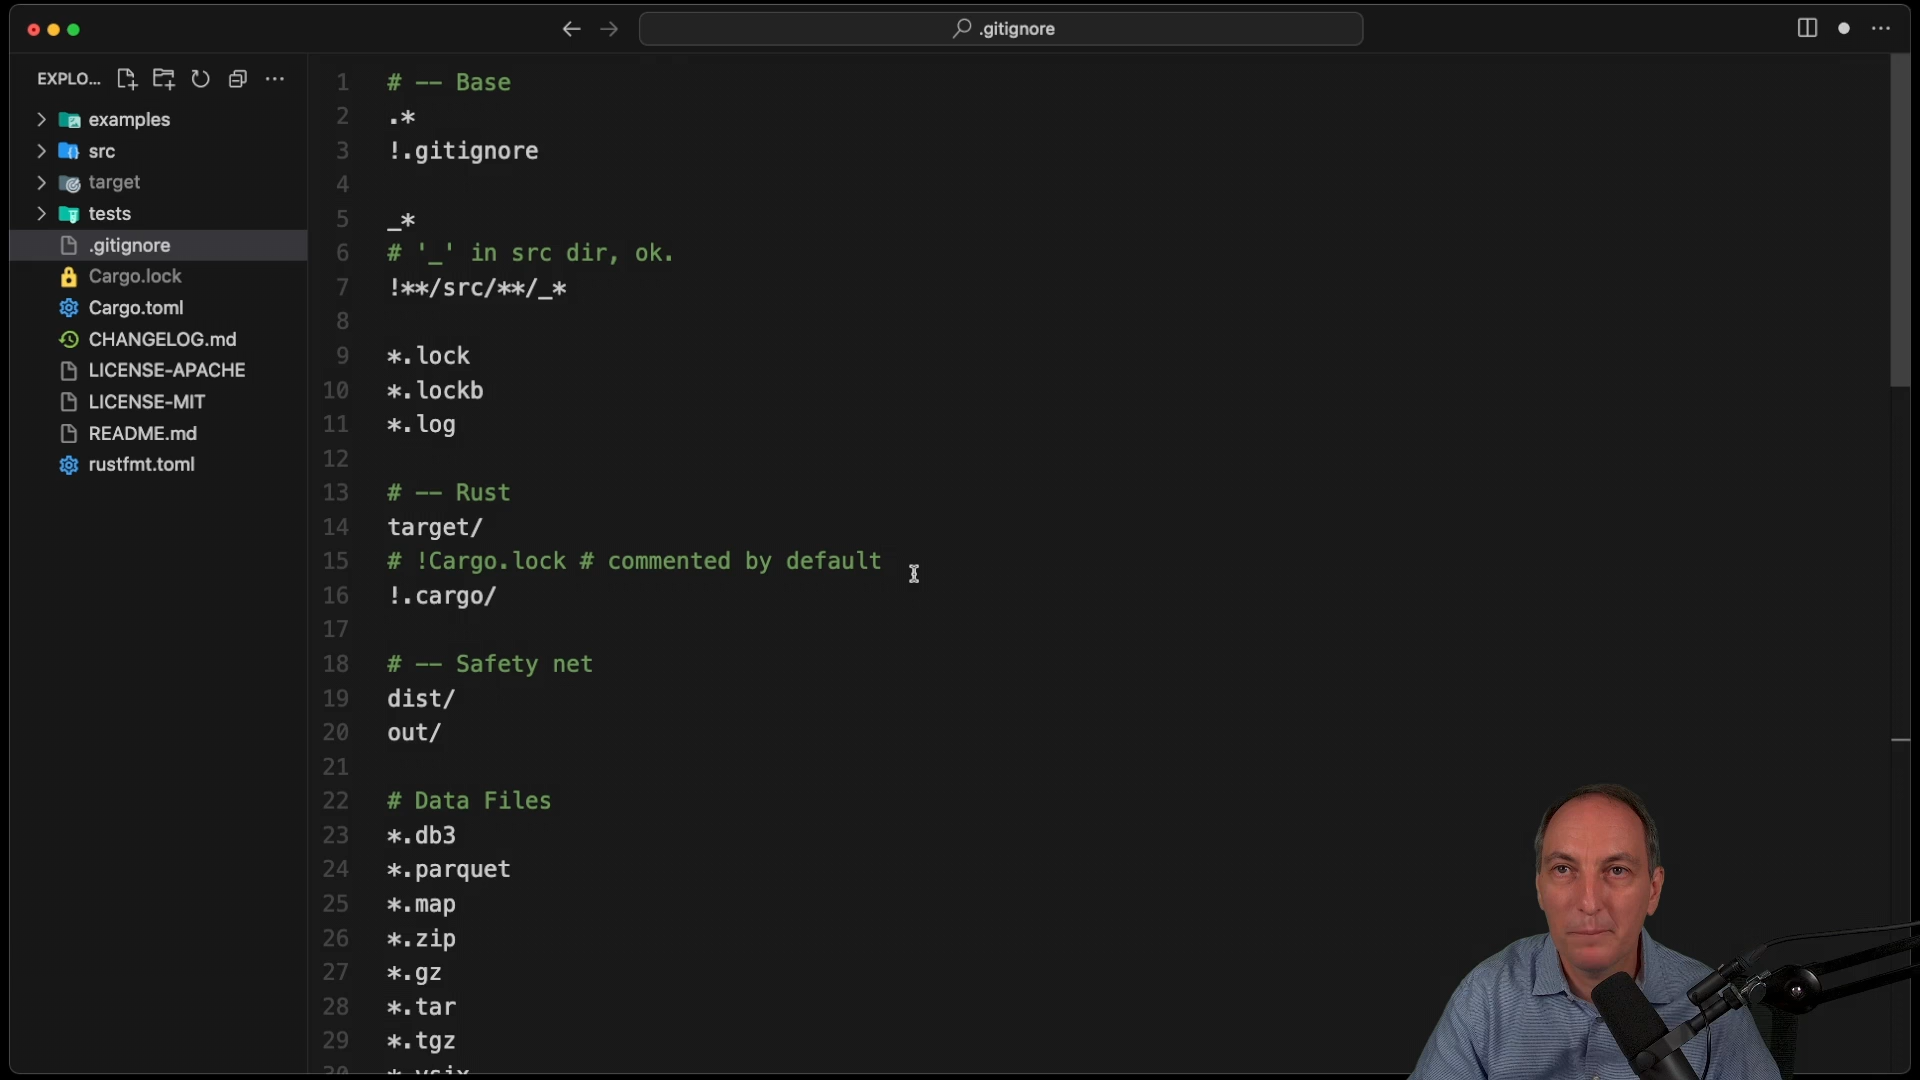 .gitignore
EXPLO...
examples
src
target
tests
.gitignore
Cargo.lock
Cargo.toml
CHANGELOG.md
LICENSE-APACHE
LICENSE-MIT
README.md
rustfmt.toml
1 # -- Base
2 .*
3 !.gitignore
4
5 _*
6 # '_' in src dir, ok.
7 !**/src/**/_*
8
9 *.lock
10 *.lockb
11 *.log
12
13 # -- Rust
14 target/
15 # !Cargo.lock # commented by default
16 !.cargo/
17
18 # -- Safety net
19 dist/
20 out/
21
22 # Data Files
23 *.db3
24 *.parquet
25 *.map
26 *.zip
27 *.gz
28 *.tar
29 *.tgz
30 *.vsix